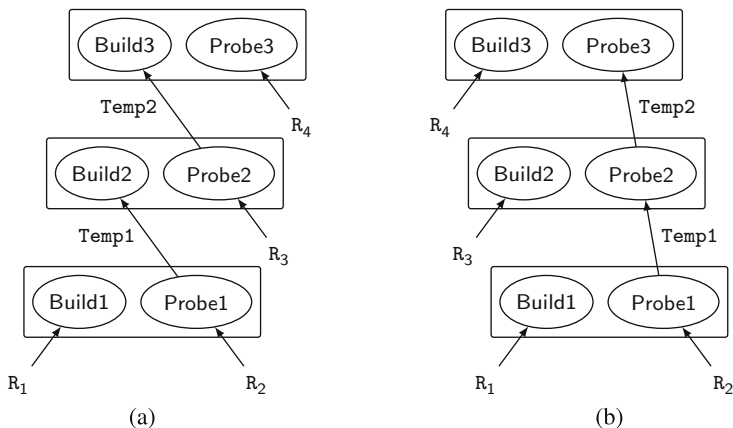 Build3 Probe3 Build3 Probe3
Temp2 R4 R4 Temp2
Build2 Probe2 Build2 Probe2
Temp1 R3 R3 Temp1
Build1 Probe1 Build1 Probe1
R1 R2 R1 R2
(a) (b)